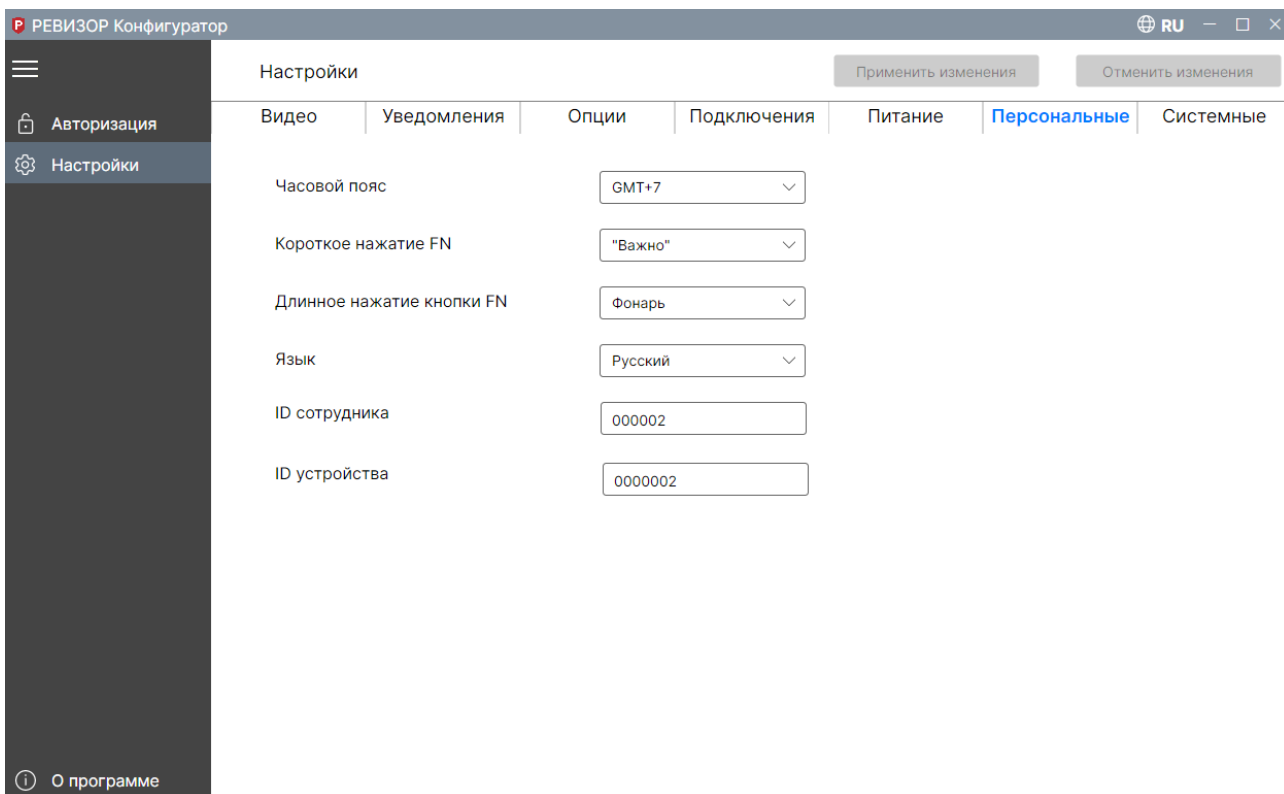 Р РЕВИЗОР Конфигуратор RU
Настройки Применить изменения Отменить изменения
Авторизация
Настройки
Видео Уведомления Опции Подключения Питание Персональные Системные
Часовой пояс GMT+7
Короткое нажатие FN "Важно"
Длинное нажатие кнопки FN Фонарь
Язык Русский
ID сотрудника 000002
ID устройства 0000002
О программе